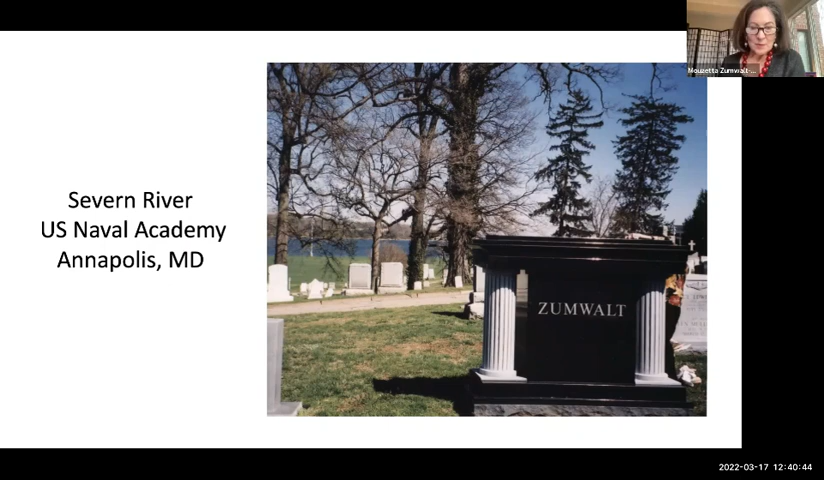 Mouzetta Zumwalt-...
Severn River
US Naval Academy
Annapolis, MD
ZUMWALT
2022-03-17 12:40:44